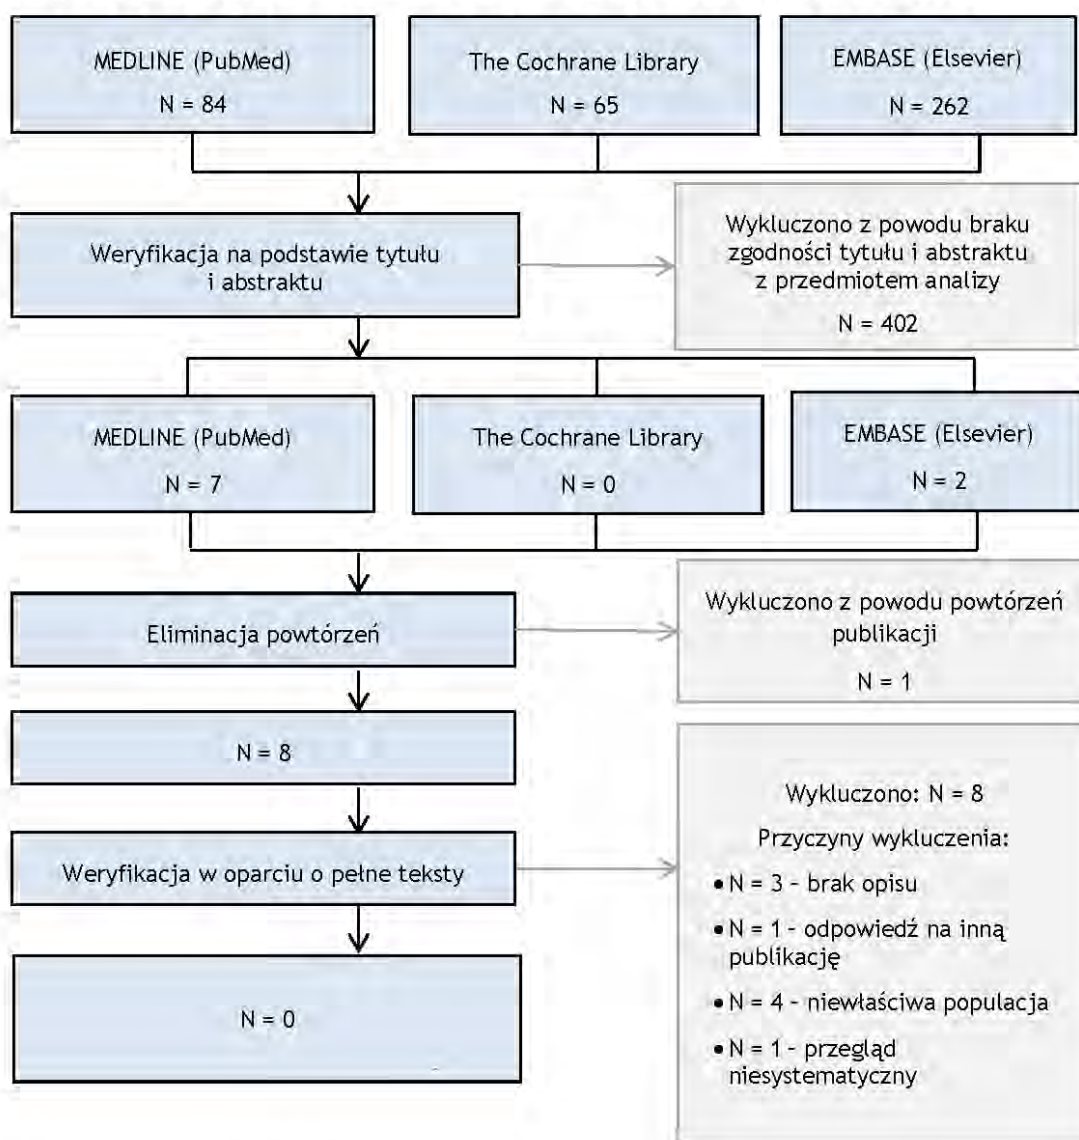 MEDLINE (PubMed)
N = 84
The Cochrane Library
N = 65
EMBASE (Elsevier)
N = 262
Weryfikacja na podstawie tytułu
i abstraktu
Wykluczono z powodu braku
zgodności tytułu i abstraktu
z przedmiotem analizy
N = 402
MEDLINE (PubMed)
N = 7
The Cochrane Library
N = 0
EMBASE (Elsevier)
N = 2
Eliminacja powtórzeń
Wykluczono z powodu powtórzeń
publikacji
N = 1
N = 8
Weryfikacja w oparciu o pełne teksty
Wykluczono: N = 8
Przyczyny wykluczenia:
• N = 3 – brak opisu
• N = 1 – odpowiedź na inną
publikację
• N = 4 – niewłaściwa populacja
• N = 1 – przegląd
niesystematyczny
N = 0